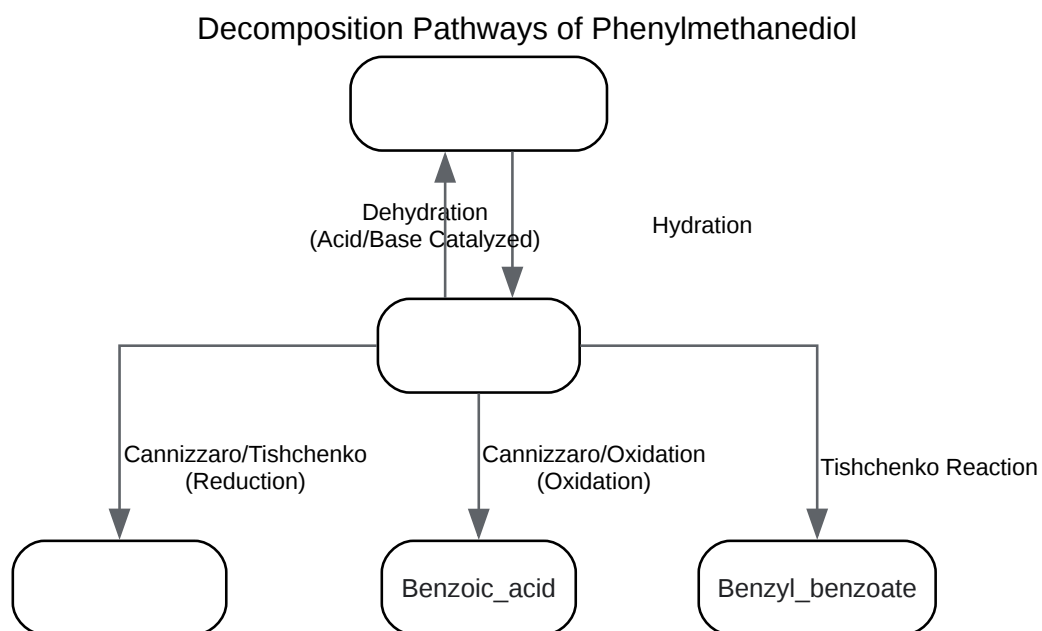 Decomposition Pathways of Phenylmethanediol
Dehydration
(Acid/Base Catalyzed)
Hydration
Cannizzaro/Tishchenko
(Reduction)
Cannizzaro/Oxidation
(Oxidation)
Tishchenko Reaction
Benzoic_acid
Benzyl_benzoate